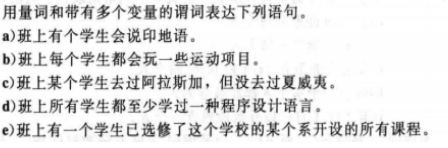 用量词和带有多个变量的谓词表达下列语句。
a)班上有个学生会说印地语。
b)班上每个学生都会玩一些运动项目。
c)班上某个学生去过阿拉斯加，但没去过夏威夷。
d)班上所有学生都至少学过一种程序设计语言。
e)班上有一个学生已选修了这个学校的某个系开设的所有课程。